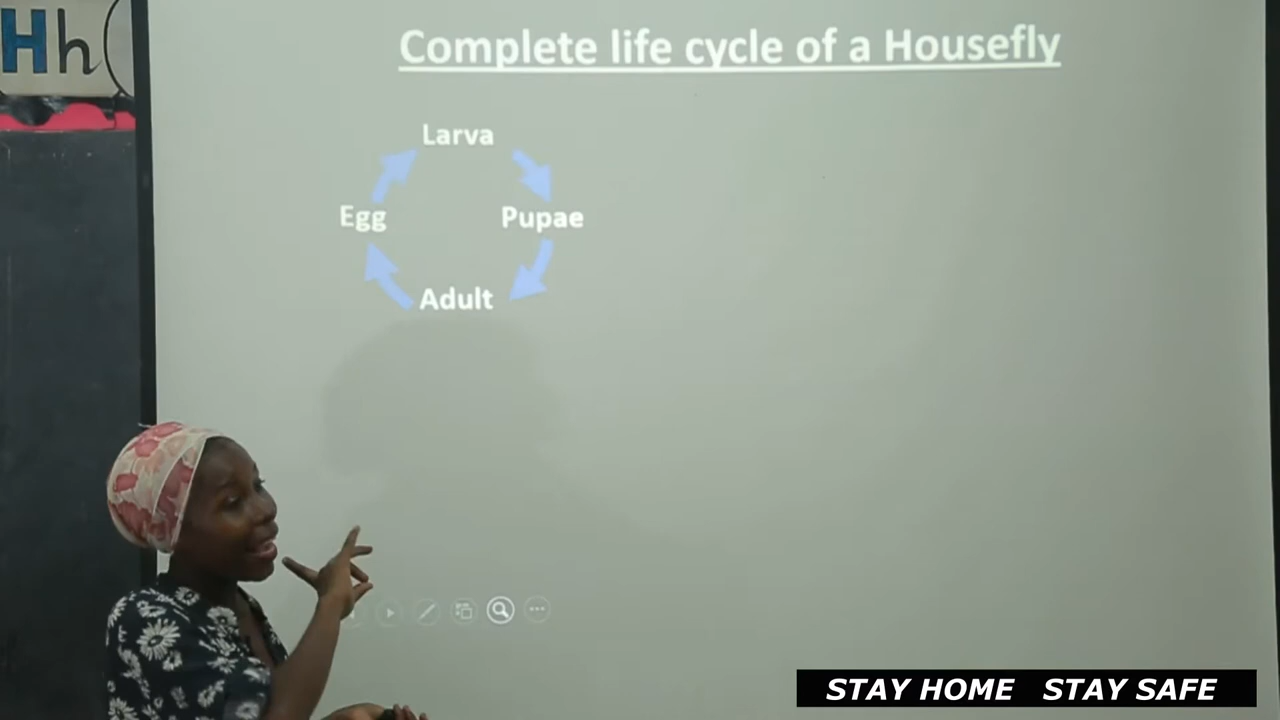 Hh
Complete life cycle of a Housefly
Larva
Egg
Pupae
Adult
STAY HOME STAY SAFE